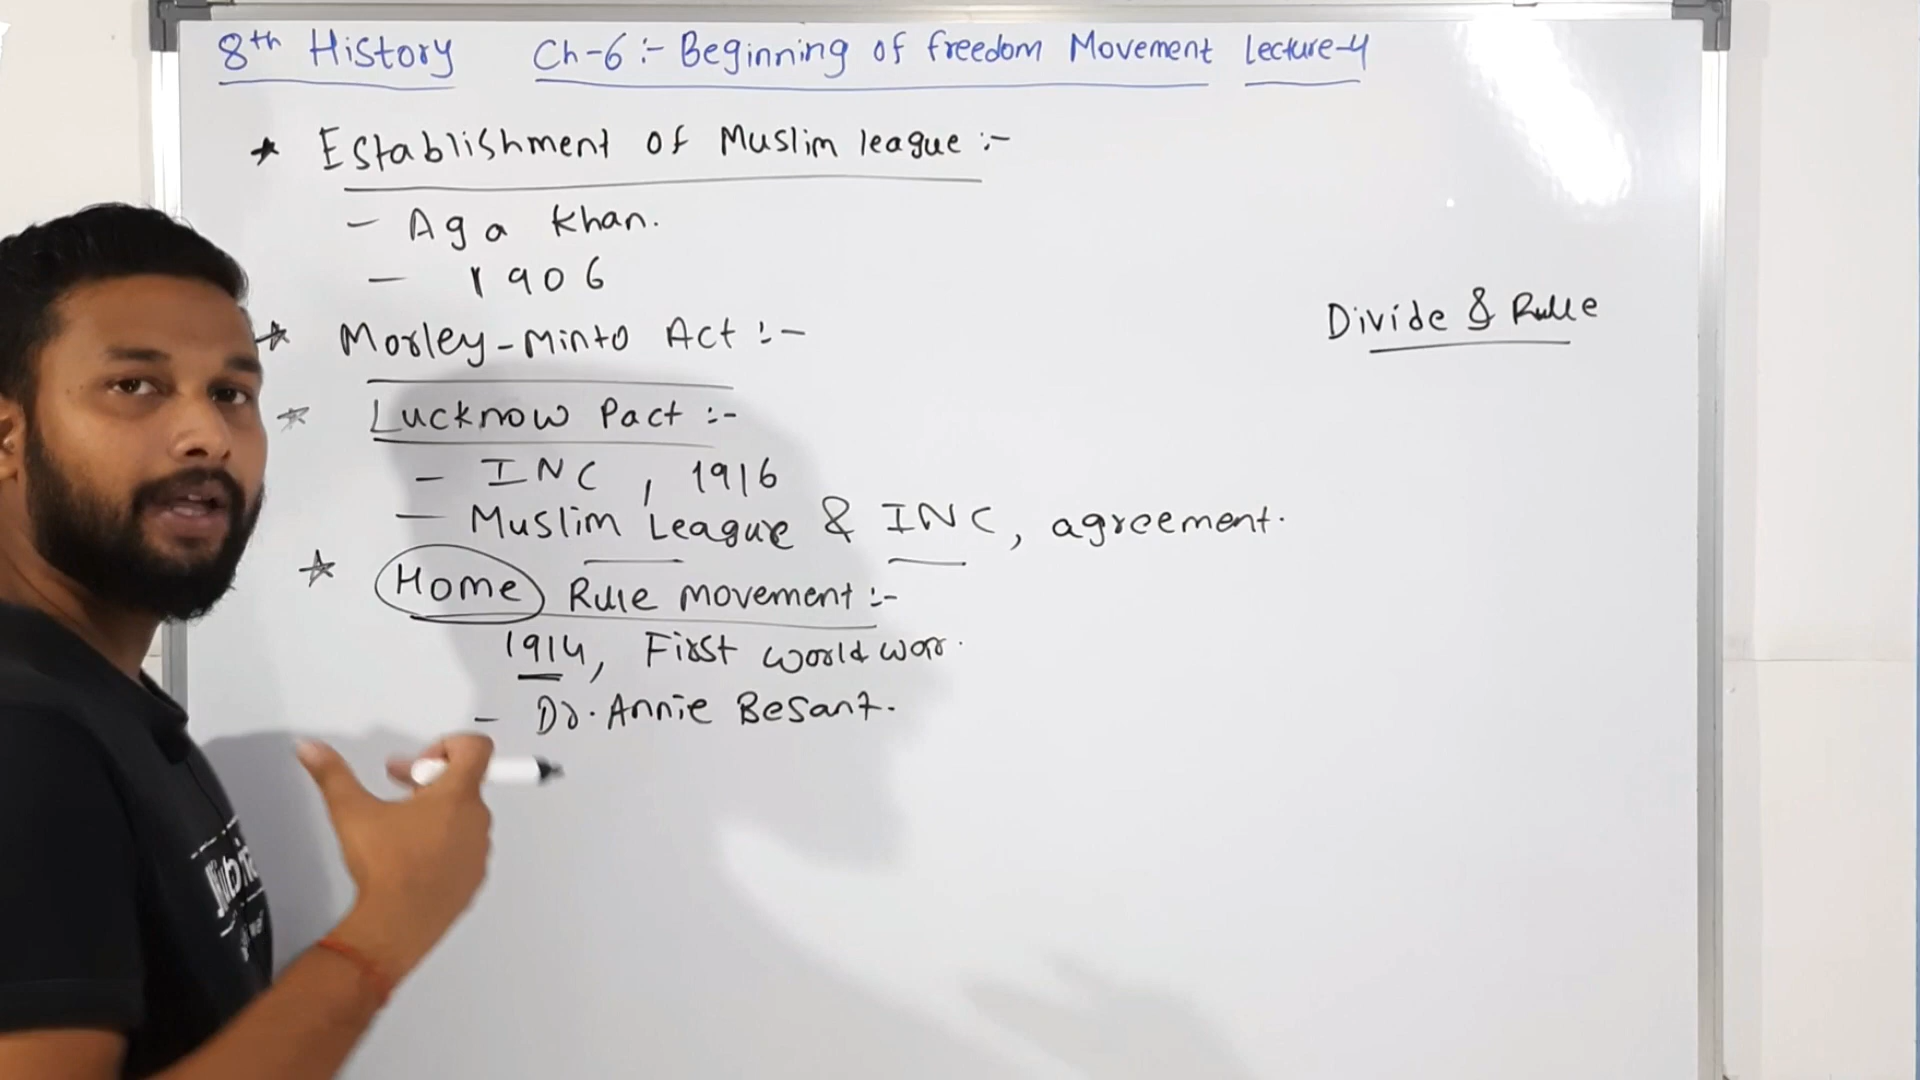 8th History Ch-6 :- Beginning of freedom Movement Lecture-4
* Establishment of Muslim league :-
- Aga Khan.
- 1906
* Morley-Minto Act :-
Divide & Rule
* Lucknow Pact :-
- INC, 1916
- Muslim League & INC, agreement.
* Home Rule movement :-
1914, First world war.
- Dr. Annie Besant.